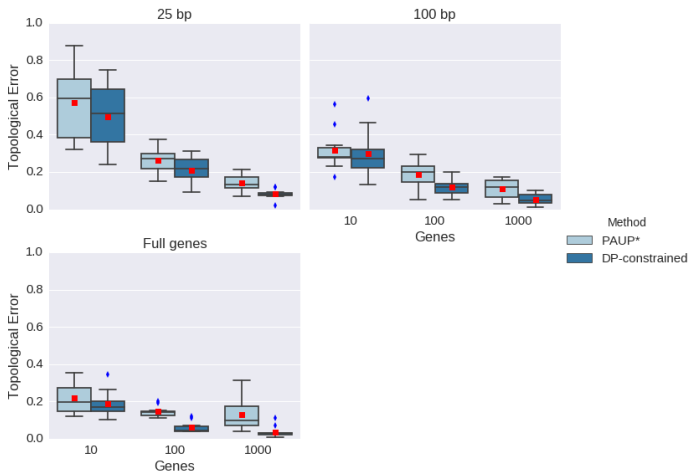 25 bp
100 bp
1.0
0.8
0.6
0.4
0.2
0.0
Topological Error
10
100
1000
Genes
Method
PAUP*
DP-constrained
Full genes
1.0
0.8
0.6
0.4
0.2
0.0
Topological Error
10
100
1000
Genes